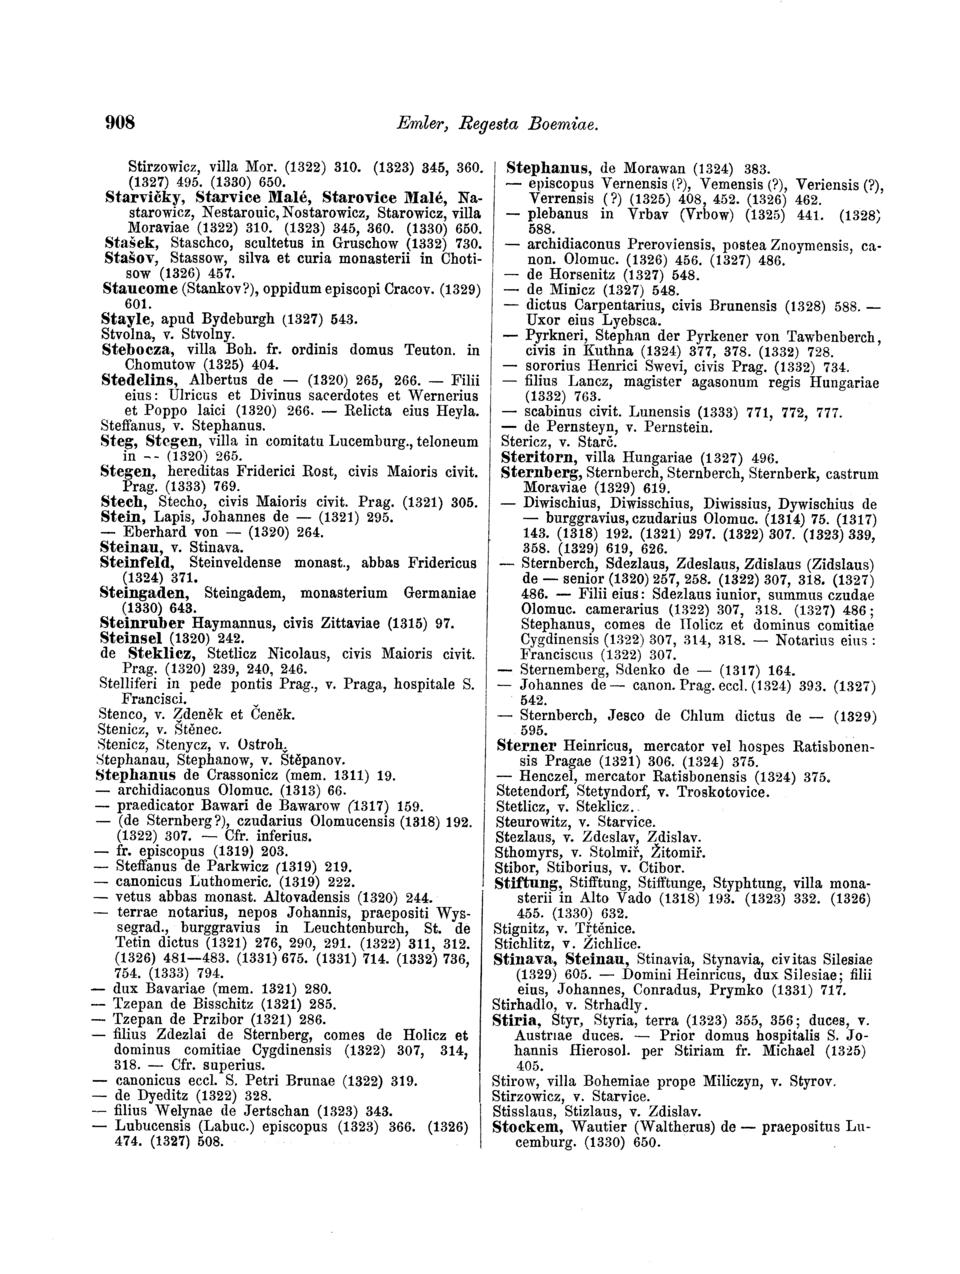 908
Emler, Regesta Boemiae.
Stirzowicz, villa Mor. (1322) 310. (1323) 345, 360.
(1327) 495. (1330) 650.
Starvičky, Starvice Malé, Starovice Malé, Na-
starowicz, Nestarouic, Nostarowicz, Starowicz, villa
Moraviae (1322) 310. (1323) 345, 360. (1330) 650.
Stašek, Staschco, scultetus in Gruschow (1332) 730.
Stašov, Stassow, silva et curia monasterii in Choti-
sow (1326) 457.
Staucome (Stankov?), oppidum episcopi Cracov. (1329)
601.
Stayle, apud Bydeburgh (1327) 543.
Stvolna, v. Stvolny.
Stebocza, villa Boh. fr. ordinis domus Teuton. in
Chomutow (1325) 404.
Stedelins, Albertus de — (1320) 265, 266. — Filii
eius: Ulricus et Divinus sacerdotes et Wernerius
et Poppo laici (1320) 266. — Relicta eius Heyla.
Steffanus, v. Stephanus.
Steg, Stegen, villa in comitatu Lucemburg., teloneum
in -- (1320) 265.
Stegen, hereditas Friderici Rost, civis Maioris civit.
Prag. (1333) 769.
Stech, Stecho, civis Maioris civit. Prag. (1321) 305.
Stein, Lapis, Johannes de — (1321) 295.
— Eberhard von — (1320) 264.
Steinau, v. Stinava.
Steinfeld, Steinveldense monast., abbas Fridericus
(1324) 371.
Steingaden, Steingadem, monasterium Germaniae
(1330) 643.
Steinruber Haymannus, civis Zittaviae (1315) 97.
Steinsel (1320) 242.
de Steklicz, Stetlicz Nicolaus, civis Maioris civit.
Prag. (1320) 239, 240, 246.
Stelliferi in pede pontis Prag., v. Praga, hospitale S.
Francisci.
Stenco, v. Zdeněk et Čeněk.
Stenicz, v. Štěnec.
Stenicz, Stenycz, v. Ostroh.
Stephanau, Stephanow, v. Štěpanov.
Stephanus de Crassonicz (mem. 1311) 19.
— archidiaconus Olomuc. (1313) 66.
— praedicator Bawari de Bawarow (1317) 159.
— (de Sternberg?), czudarius Olomucensis (1318) 192.
(1322) 307. — Cfr. inferius.
— fr. episcopus (1319) 203.
— Steffanus de Parkwicz (1319) 219.
— canonicus Luthomeric. (1319) 222.
— vetus abbas monast. Altovadensis (1320) 244.
— terrae notarius, nepos Johannis, praepositi Wys-
segrad., burggravius in Leuchtenburch, St. de
Tetin dictus (1321) 276, 290, 291. (1322) 311, 312.
(1326) 481—483. (1331) 675. (1331) 714. (1332) 736,
754. (1333) 794.
— dux Bavariae (mem. 1321) 280.
— Tzepan de Bisschitz (1321) 285.
— Tzepan de Przibor (1321) 286.
— filius Zdezlai de Sternberg, comes de Holicz et
dominus comitiae Cygdinensis (1322) 307, 314,
318. — Cfr. superius.
— canonicus eccl. S. Petri Brunae (1322) 319.
— de Dyeditz (1322) 328.
— filius Welynae de Jertschan (1323) 343.
— Lubucensis (Labuc.) episcopus (1323) 366. (1326)
474. (1327) 508.
Stephanus, de Morawan (1324) 383.
— episcopus Vernensis (?), Vemensis (?), Veriensis (?),
Verrensis (?) (1325) 408, 452. (1326) 462.
— plebanus in Vrbav (Vrbow) (1325) 441. (1328)
588.
— archidiaconus Preroviensis, postea Znoymensis, ca-
non. Olomuc. (1326) 456. (1327) 486.
— de Horsenitz (1327) 548.
— de Minicz (1327) 548.
— dictus Carpentarius, civis Brunensis (1328) 588. —
Uxor eius Lyebsca.
— Pyrkneri, Stephan der Pyrkener von Tawbenberch,
civis in Kuthna (1324) 377, 378. (1332) 728.
— sororius Henrici Swevi, civis Prag. (1332) 734.
— filius Lancz, magister agasonum regis Hungariae
(1332) 763.
— scabinus civit. Lunensis (1333) 771, 772, 777.
— de Pernsteyn, v. Pernstein.
Stericz, v. Starč.
Steritorn, villa Hungariae (1327) 496.
Sternberg, Sternberch, Sternberch, Sternberk, castrum
Moraviae (1329) 619.
— Diwischius, Diwisschius, Diwissius, Dywischius de
— burggravius, czudarius Olomuc. (1314) 75. (1317)
143. (1318) 192. (1321) 297. (1322) 307. (1323) 339,
358. (1329) 619, 626.
— Sternberch, Sdezlaus, Zdeslaus, Zdislaus (Zidslaus)
de — senior (1320) 257, 258. (1322) 307, 318. (1327)
486. — Filii eius: Sdezlaus iunior, summus czudae
Olomuc. camerarius (1322) 307, 318. (1327) 486;
Stephanus, comes de Holicz et dominus comitiae
Cygdinensis (1322) 307, 314, 318. — Notarius eius:
Franciscus (1322) 307.
— Sternemberg, Sdenko de — (1317) 164.
— Johannes de — canon. Prag. eccl. (1324) 393. (1327)
542.
— Sternberch, Jesco de Chlum dictus de — (1329)
595.
Sterner Heinricus, mercator vel hospes Ratisbonen-
sis Pragae (1321) 306. (1324) 375.
— Henczel, mercator Ratisbonensis (1324) 375.
Stetendorf, Stetyndorf, v. Troskotovice.
Stetlicz, v. Steklicz.
Steurowitz, v. Starvice.
Stezlaus, v. Zdeslav, Zdislav.
Sthomyrs, v. Stolmíř, Žitomíř.
Stibor, Stiborius, v. Ctibor.
Stiftung, Stifftung, Stifftunge, Styphtung, villa mona-
sterii in Alto Vado (1318) 193. (1323) 332. (1326)
455. (1330) 632.
Stignitz, v. Třtěnice.
Stichlitz, v. Žichlice.
Stinava, Steinau, Stinavia, Stynavia, civitas Silesiae
(1329) 605. — Domini Heinricus, dux Silesiae; filii
eius, Johannes, Conradus, Prymko (1331) 717.
Stirhadlo, v. Strhadly.
Stiria, Styr, Styria, terra (1323) 355, 356; duces, v.
Austriae duces. — Prior domus hospitalis S. Jo-
hannis Hierosol. per Stiriam fr. Michael (1325)
405.
Stirow, villa Bohemiae prope Miliczyn, v. Styrov.
Stirzowicz, v. Starvice.
Stisslaus, Stizlaus, v. Zdislav.
Stockem, Wautier (Waltherus) de — praepositus Lu-
cemburg. (1330) 650.